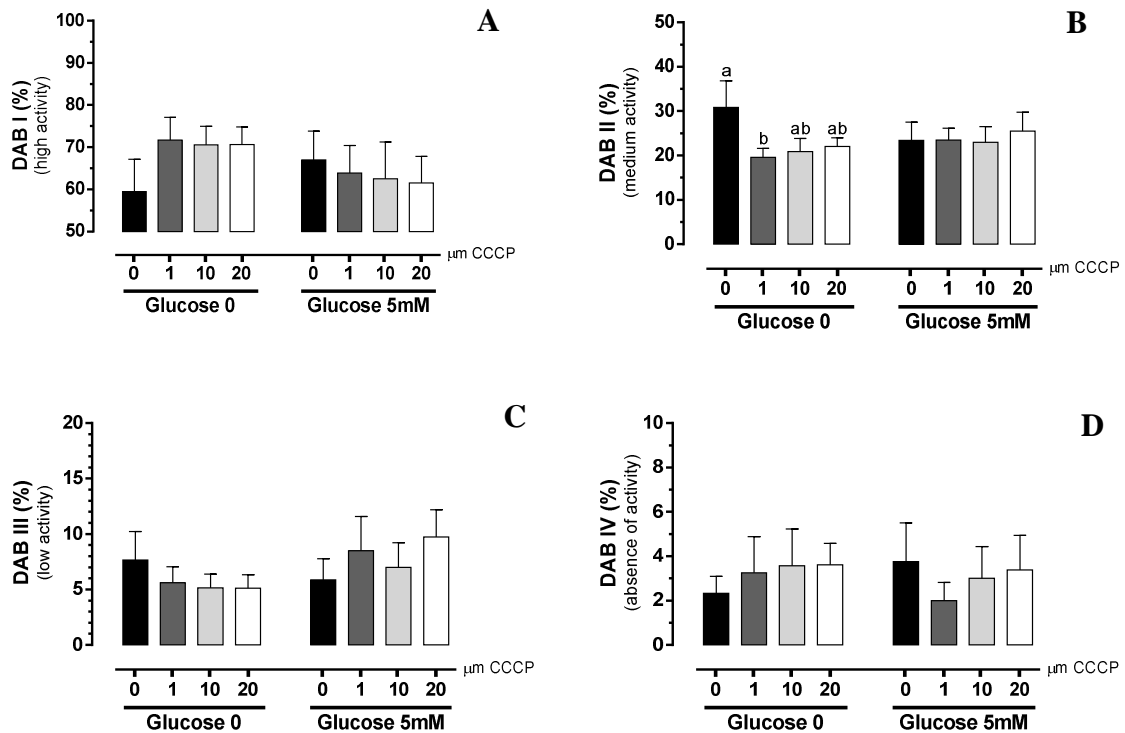 A
DAB I (%)
(high activity)
100
90
80
70
60
50
μm CCCP
0 1 10 20 0 1 10 20
Glucose 0 Glucose 5mM
B
DAB II (%)
(medium activity)
50
40
30
20
10
0
a
b ab ab
μm CCCP
0 1 10 20 0 1 10 20
Glucose 0 Glucose 5mM
C
DAB III (%)
(low activity)
20
15
10
5
0
μm CCCP
0 1 10 20 0 1 10 20
Glucose 0 Glucose 5mM
D
DAB IV (%)
(absence of activity)
10
8
6
4
2
0
μm CCCP
0 1 10 20 0 1 10 20
Glucose 0 Glucose 5mM